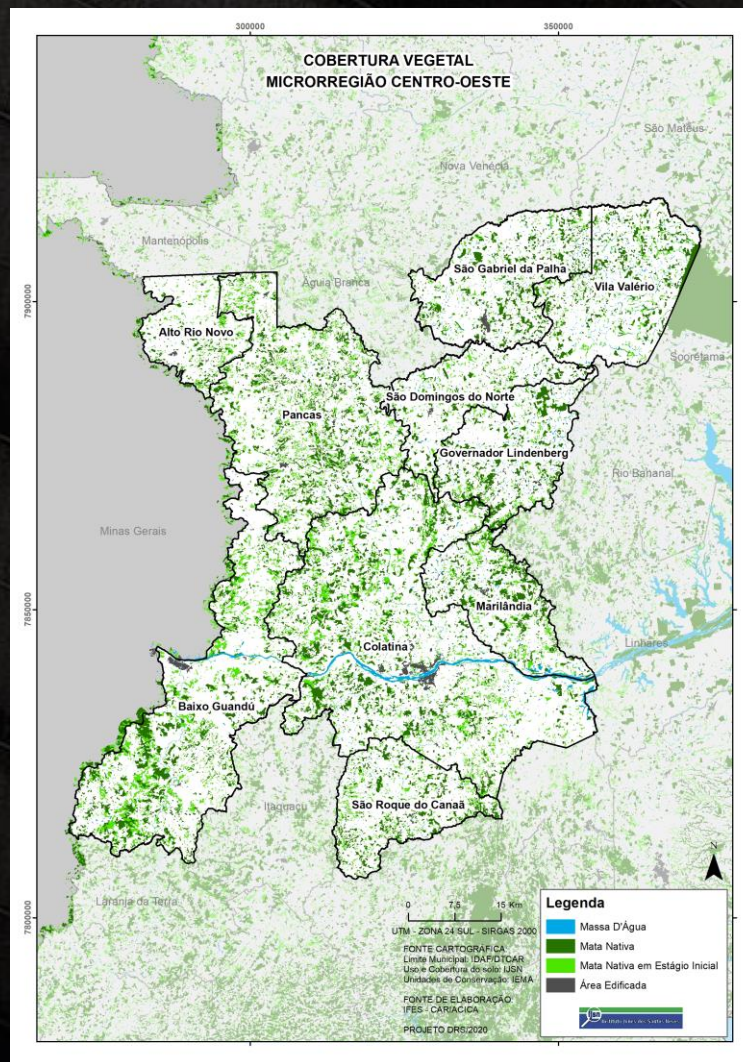 300000
350000
COBERTURA VEGETAL
MICRORREGIÃO CENTRO-OESTE
São Mateus
Nova Venécia
Mantenópolis
Águia Branca
São Gabriel da Palha
Vila Valério
7900000
Alto Rio Novo
Sooretama
São Domingos do Norte
Pancas
Governador Lindenberg
Rio Bananal
Minas Gerais
7850000
Marilândia
Colatina
Linhares
Baixo Guandú
Itaguaçu
São Roque do Canaã
Laranja da Terra
N
7800000
0 7,5 15 Km
UTM - ZONA 24 SUL - SIRGAS 2000
FONTE CARTOGRÁFICA:
Limite Municipal: IDAF/DTCAR
Uso e Cobertura do solo: IJSN
Unidades de Conservação: IEMA
FONTE DE ELABORAÇÃO:
IFES - CARIACICA
PROJETO DRS/2020
Legenda
Massa D'Água
Mata Nativa
Mata Nativa em Estágio Inicial
Área Edificada